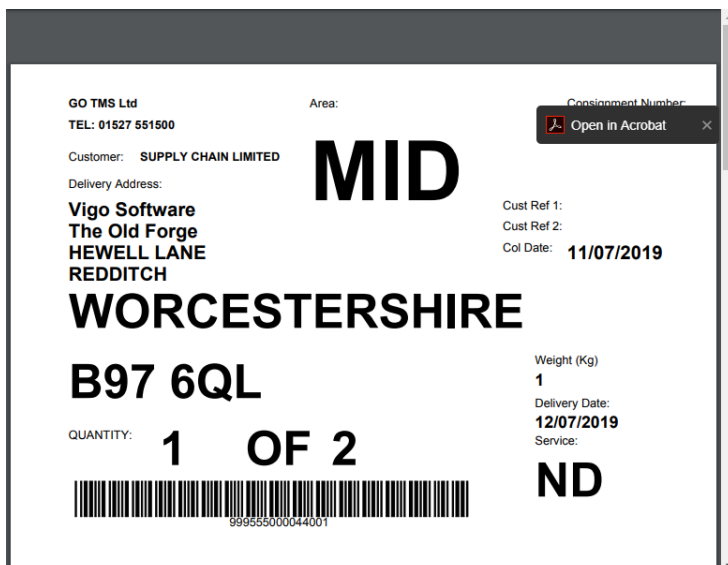 GO TMS Ltd
Area:
Consignment Number:
TEL: 01527 551500
Open in Acrobat
Customer: SUPPLY CHAIN LIMITED
MID
Delivery Address:
Vigo Software
The Old Forge
HEWELL LANE
REDDITCH
WORCESTERSHIRE
B97 6QL
Cust Ref 1:
Cust Ref 2:
Col Date: 11/07/2019
Weight (Kg)
1
Delivery Date:
12/07/2019
Service:
ND
QUANTITY: 1 OF 2
999555000044001